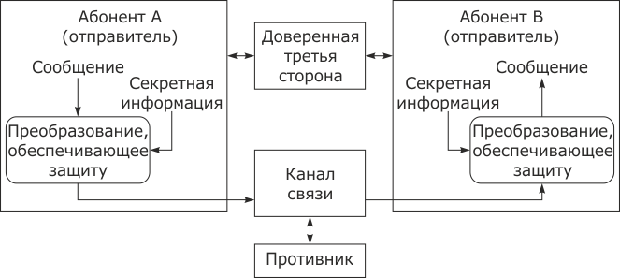 Абонент A
(отправитель)
Сообщение
Секретная
информация
Преобразование,
обеспечивающее
защиту
Доверенная
третья
сторона
Канал
связи
Противник
Абонент B
(отправитель)
Сообщение
Секретная
информация
Преобразование,
обеспечивающее
защиту